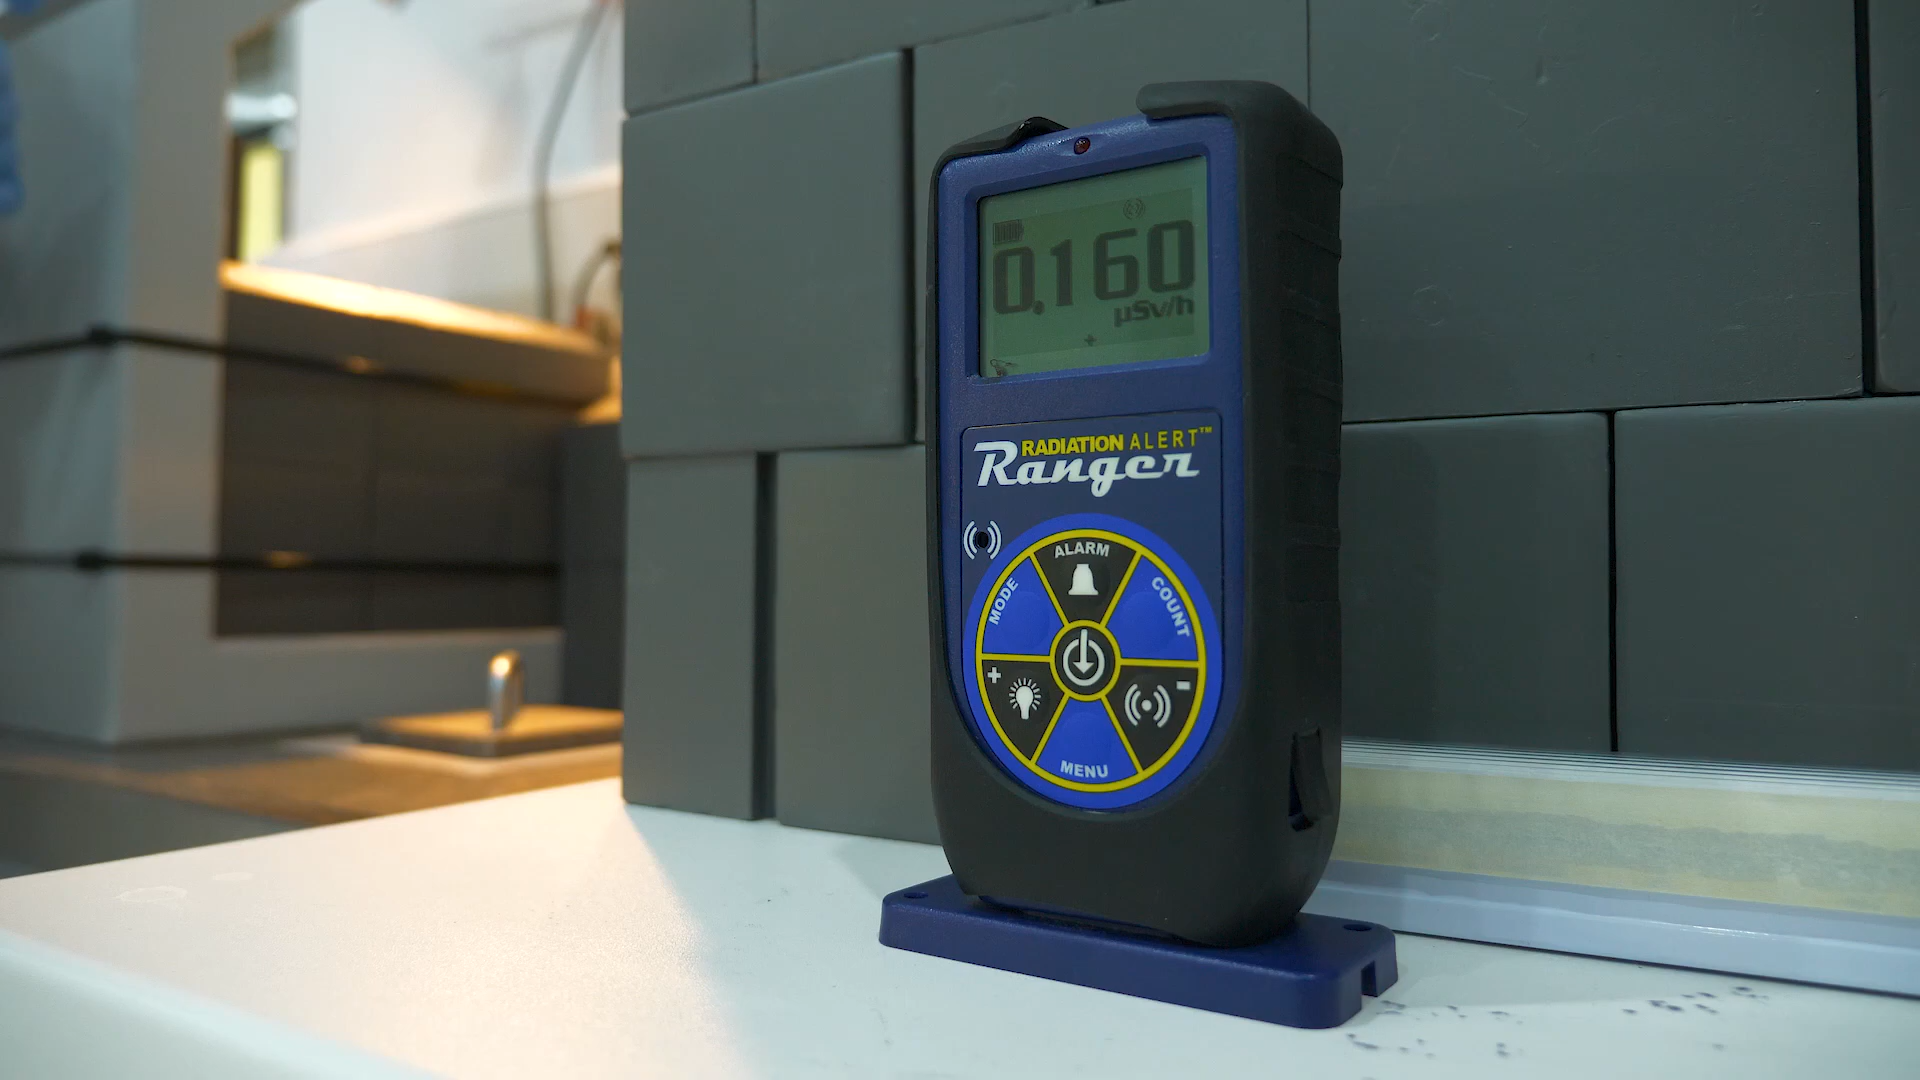 0.160
µSv/h
+
RADIATION ALERT™
Ranger
ALARM
MODE
COUNT
+
-
MENU